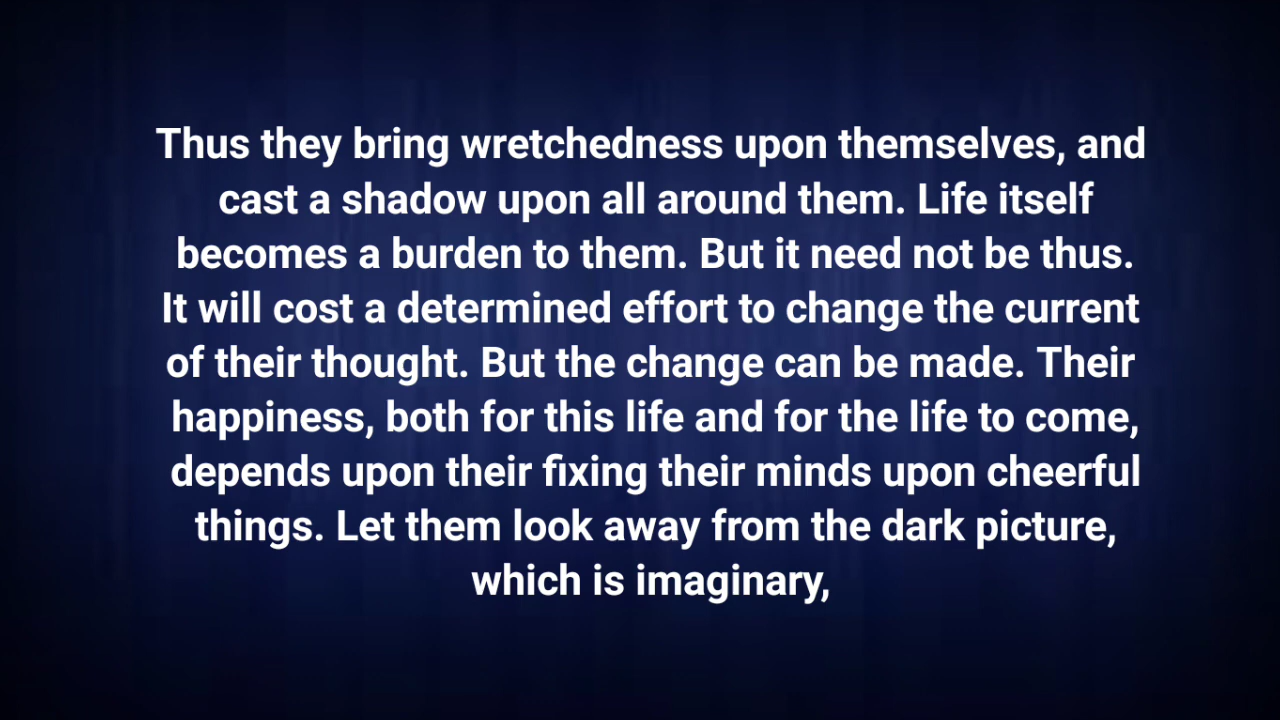 Thus they bring wretchedness upon themselves, and
cast a shadow upon all around them. Life itself
becomes a burden to them. But it need not be thus.
It will cost a determined effort to change the current
of their thought. But the change can be made. Their
happiness, both for this life and for the life to come,
depends upon their fixing their minds upon cheerful
things. Let them look away from the dark picture,
which is imaginary,